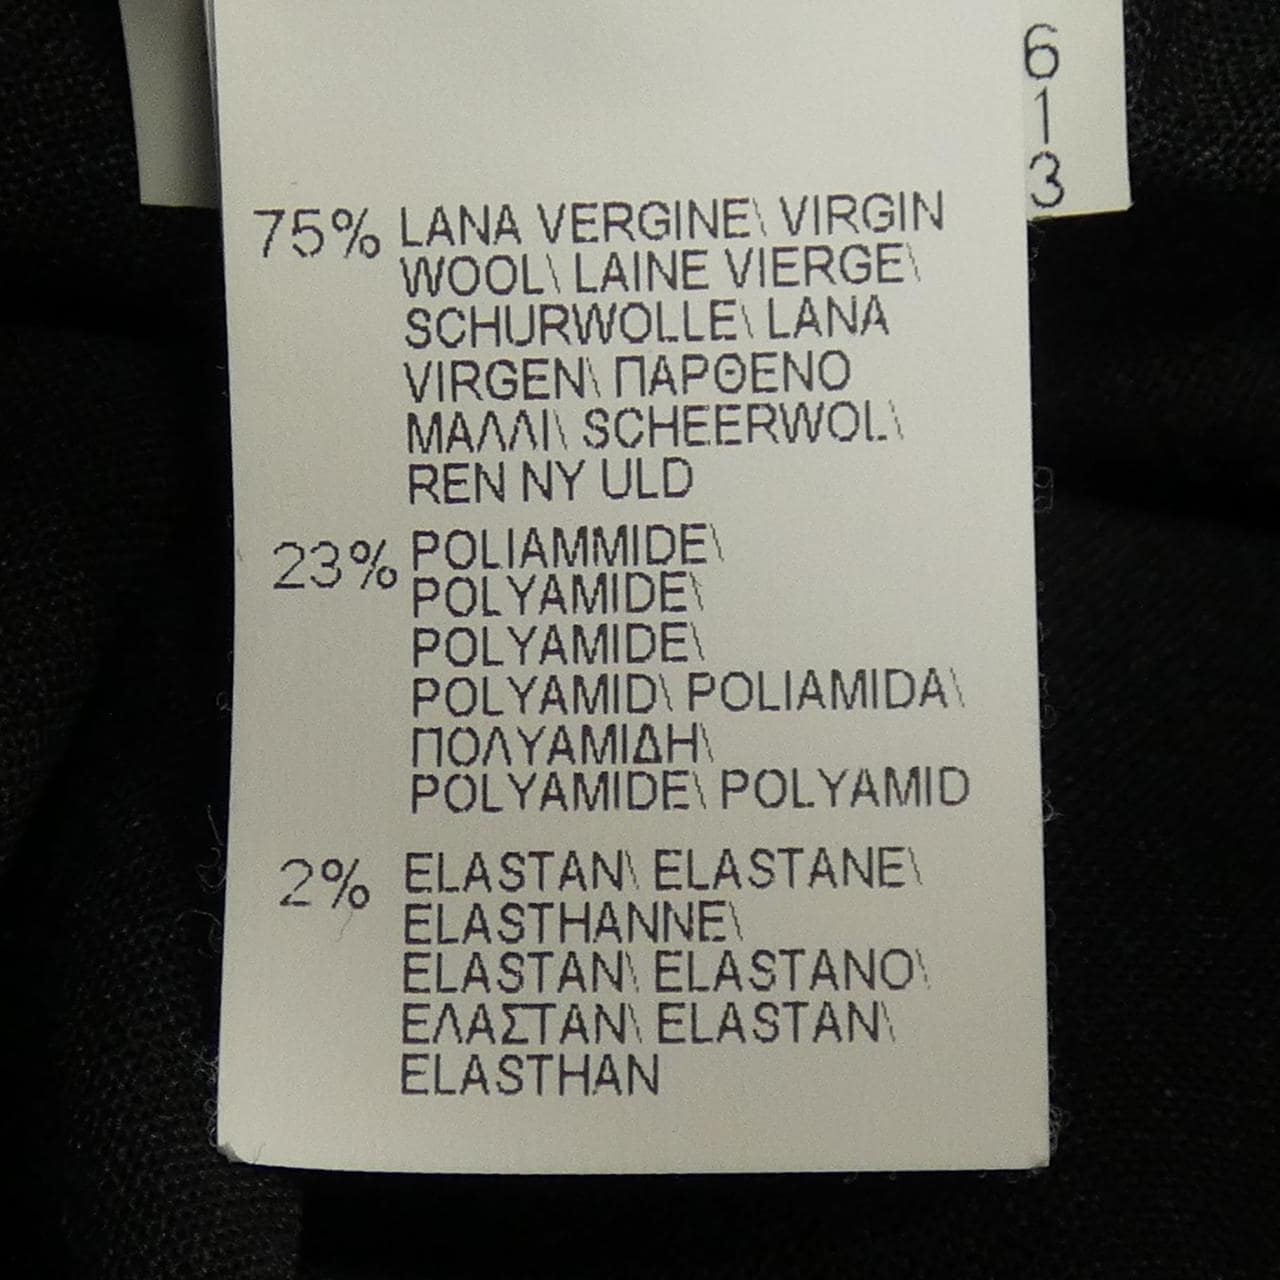 6
1
3
75% LANA VERGINE\ VIRGIN
WOOL\ LAINE VIERGE\
SCHURWOLLE\ LANA
VIRGEN\ ΠΑΡΘΕΝΟ
ΜΑΛΛΙ\ SCHEERWOL\
REN NY ULD
23% POLIAMMIDE\
POLYAMIDE\
POLYAMIDE\
POLYAMID\ POLIAMIDA\
ΠΟΛΥΑΜΙΔΗ\
POLYAMIDE\ POLYAMID
2% ELASTAN\ ELASTANE\
ELASTHANNE\
ELASTAN\ ELASTANO\
ΕΛΑΣΤΑΝ\ ELASTAN\
ELASTHAN